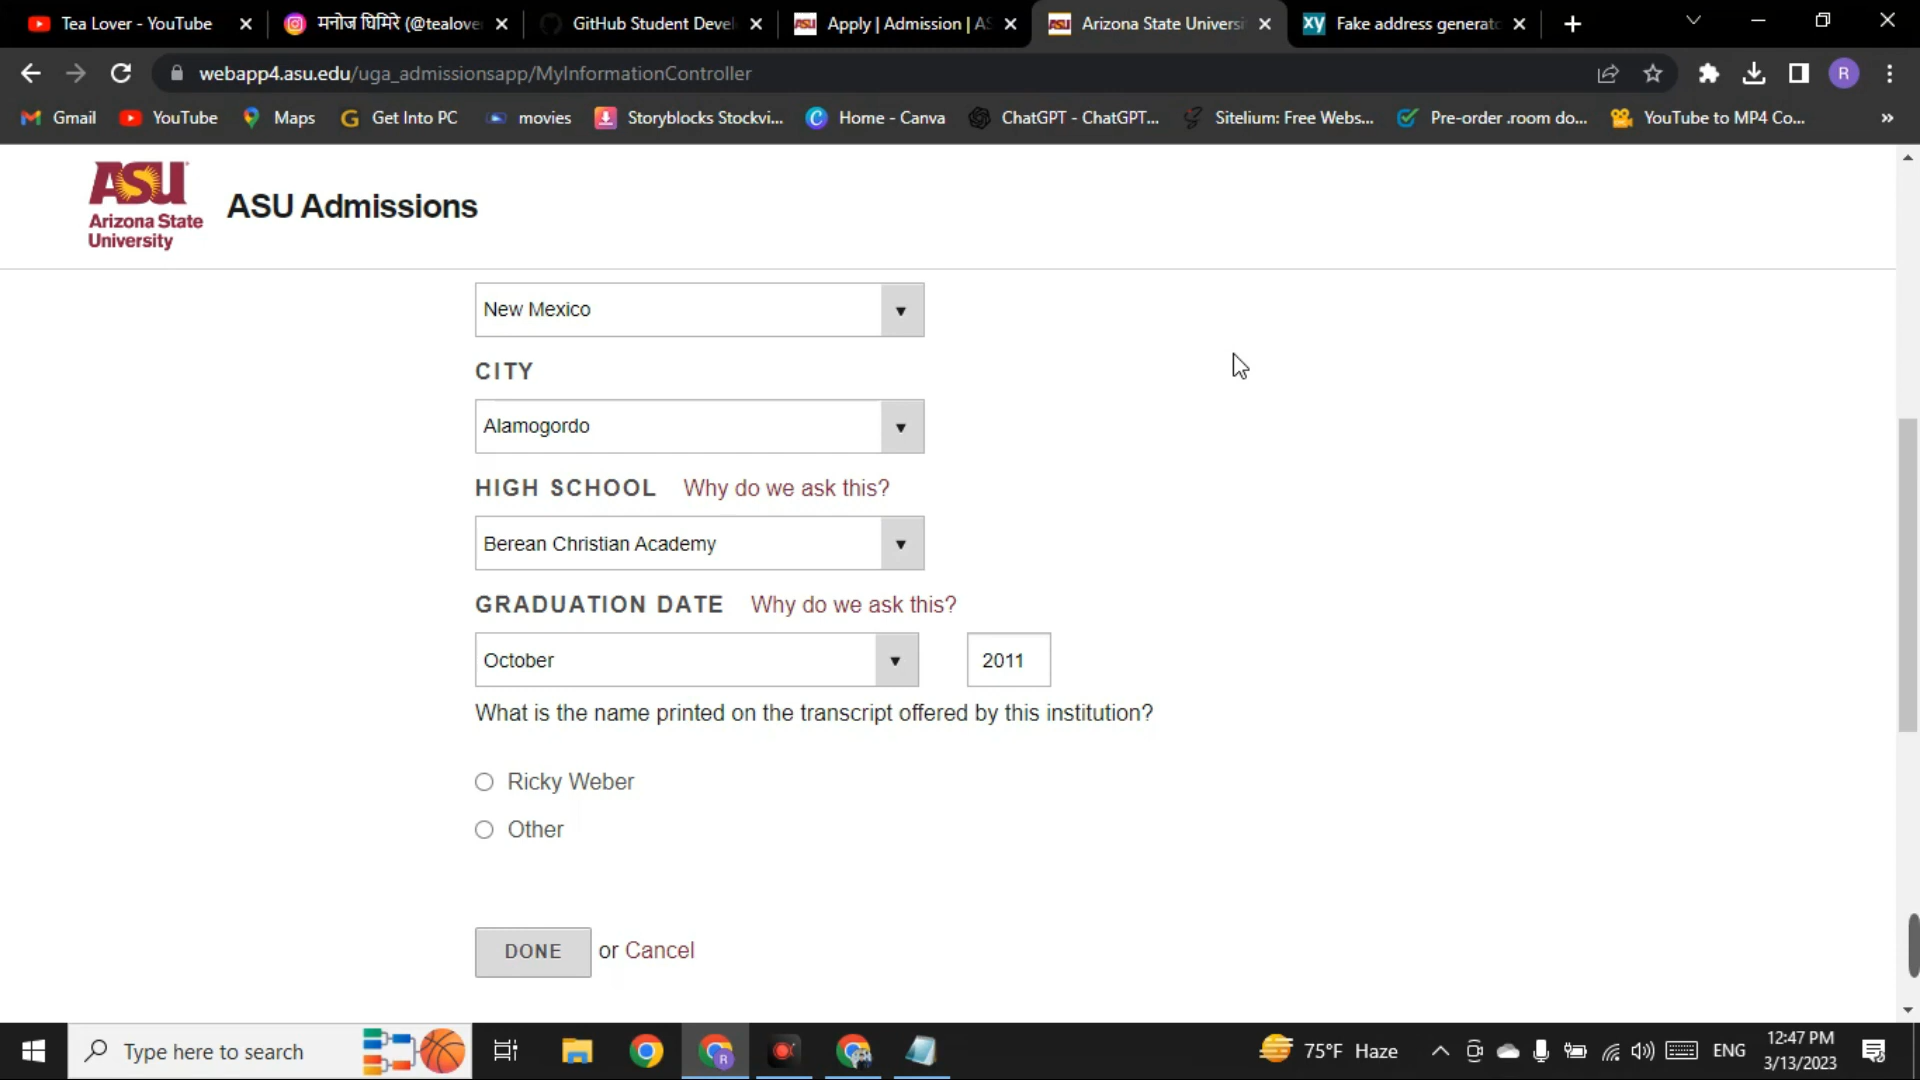 Tea Lover - YouTube
मनोज घिमिरे (@tealove
GitHub Student Devel
ASU
Apply | Admission | AS
ASU
Arizona State Universi
XY
Fake address generato
webapp4.asu.edu/uga_admissionsapp/MyInformationController
R
Gmail
YouTube
Maps
G
Get Into PC
movies
Storyblocks Stockvi...
C
Home - Canva
ChatGPT - ChatGPT...
Sitelium: Free Webs...
Pre-order .room do...
YouTube to MP4 Co...
»
ASU
Arizona State
University
ASU Admissions
New Mexico
CITY
Alamogordo
HIGH SCHOOL Why do we ask this?
Berean Christian Academy
GRADUATION DATE Why do we ask this?
October 2011
What is the name printed on the transcript offered by this institution?
Ricky Weber
Other
DONE or Cancel
Type here to search
R
75°F Haze
ENG
12:47 PM
3/13/2023